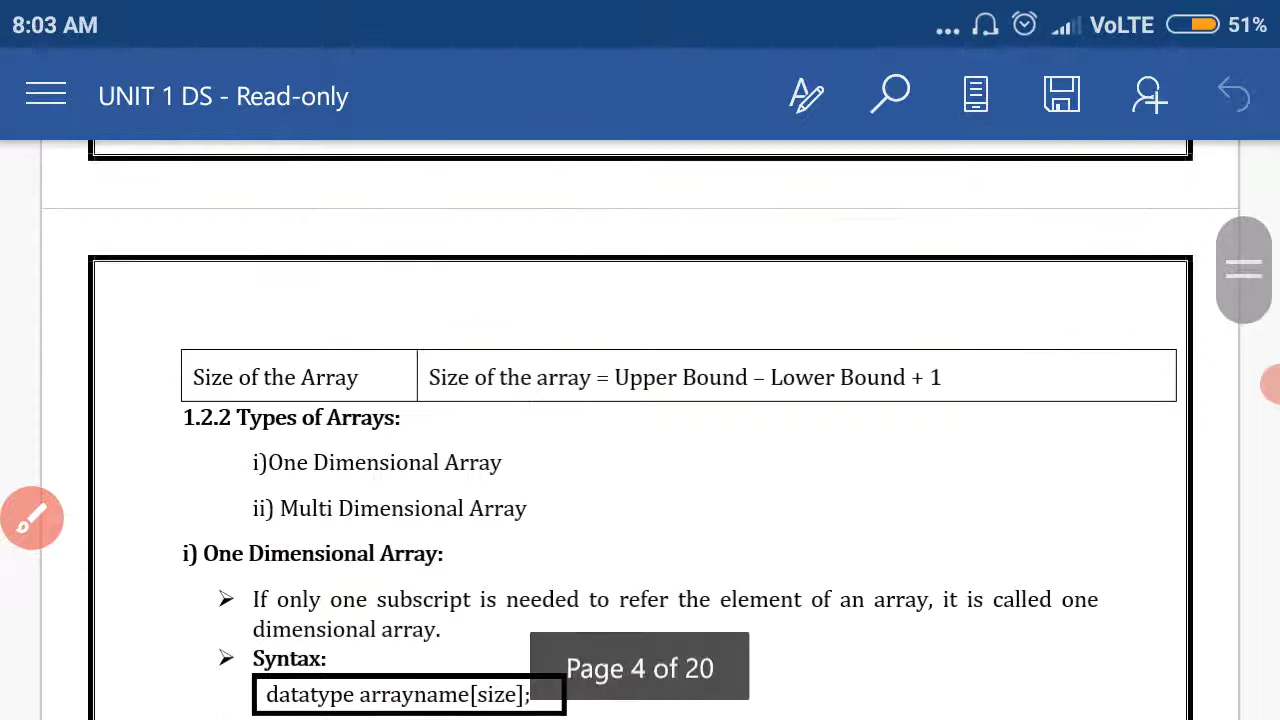 8:03 AM
... VoLTE 51%
UNIT 1 DS - Read-only
Size of the Array Size of the array = Upper Bound – Lower Bound + 1
1.2.2 Types of Arrays:
i)One Dimensional Array
ii) Multi Dimensional Array
i) One Dimensional Array:
➢ If only one subscript is needed to refer the element of an array, it is called one
dimensional array.
➢ Syntax:
Page 4 of 20
datatype arrayname[size];